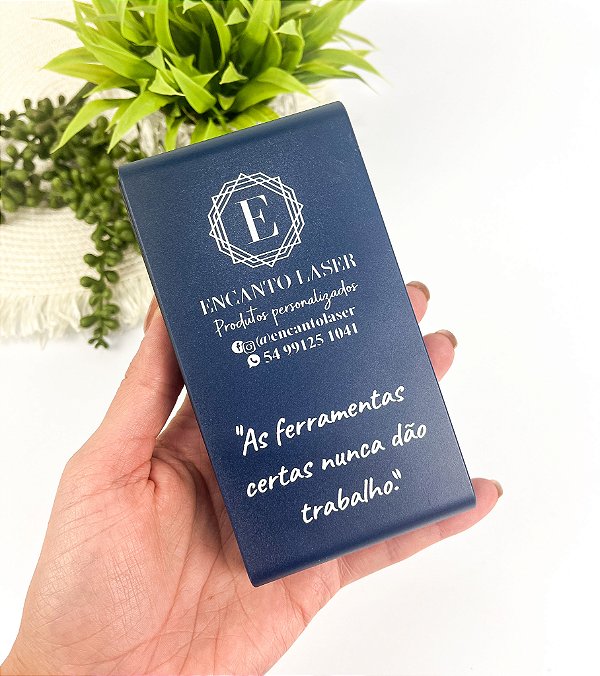 E
ENCANTO LASER
Produtos personalizados
@encantolaser
54 99125 1041
"As ferramentas
certas nunca dão
trabalho."